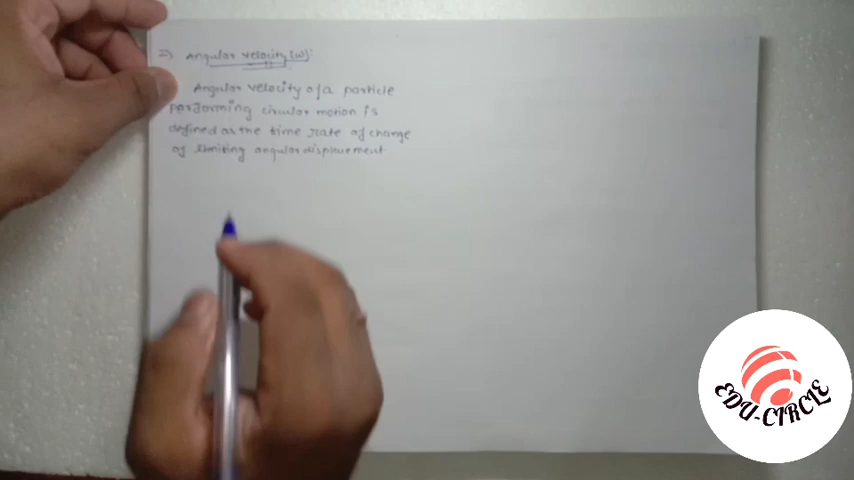 2) Angular velocity (ω):
Angular velocity of a particle
performing circular motion is
defined as the time rate of change
of limiting angular displacement
EDU-CIRCLE